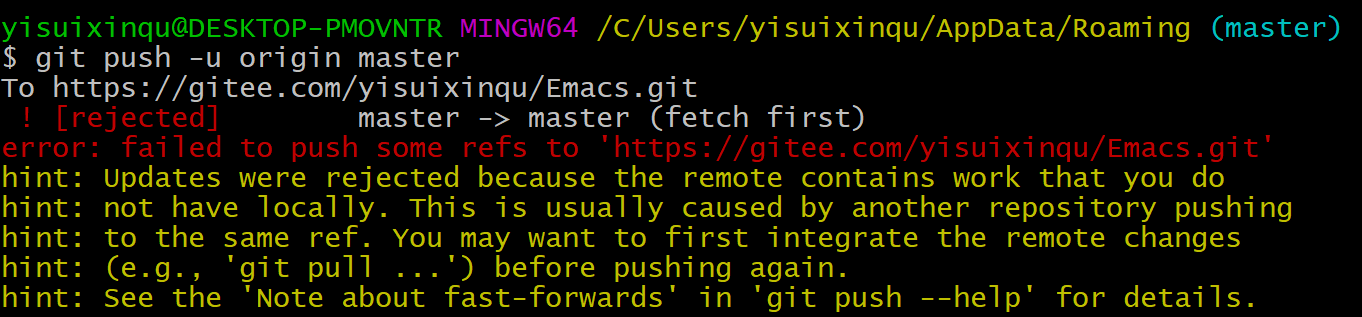 yisuixinqu@DESKTOP-PMOVNTR MINGW64 /C/Users/yisuixinqu/AppData/Roaming (master)
$ git push -u origin master
To https://gitee.com/yisuixinqu/Emacs.git
 ! [rejected]        master -> master (fetch first)
error: failed to push some refs to 'https://gitee.com/yisuixinqu/Emacs.git'
hint: Updates were rejected because the remote contains work that you do
hint: not have locally. This is usually caused by another repository pushing
hint: to the same ref. You may want to first integrate the remote changes
hint: (e.g., 'git pull ...') before pushing again.
hint: See the 'Note about fast-forwards' in 'git push --help' for details.